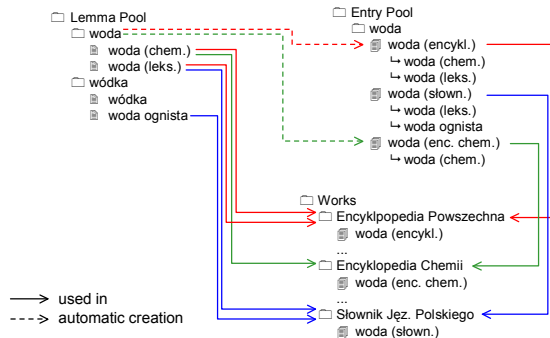 Lemma Pool
woda
woda (chem.)
woda (leks.)
wódka
wódka
woda ognista
Entry Pool
woda
woda (encykl.)
woda (chem.)
woda (leks.)
woda (słown.)
woda (leks.)
woda ognista
woda (enc. chem.)
woda (chem.)
Works
Encyklpopedia Powszechna
woda (encykl.)
...
Encyklopedia Chemii
woda (enc. chem.)
...
Słownik Jęz. Polskiego
woda (słown.)
used in
automatic creation